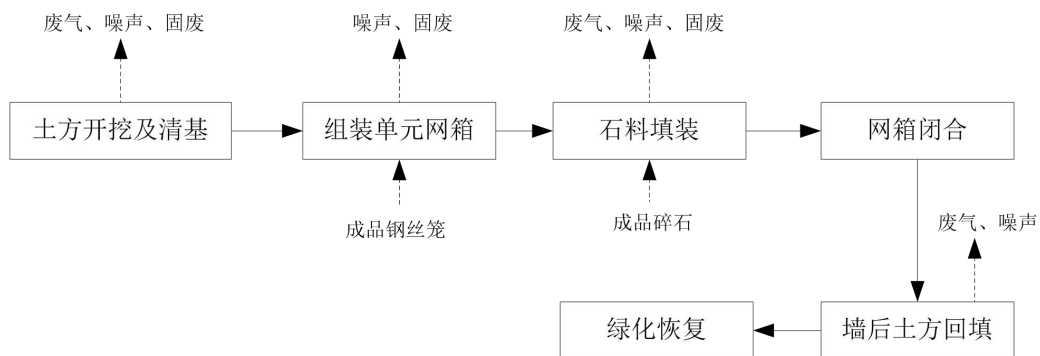 废气、噪声、固废
噪声、固废
废气、噪声、固废
土方开挖及清基
组装单元网箱
石料填装
网箱闭合
成品钢丝笼
成品碎石
废气、噪声
绿化恢复
墙后土方回填